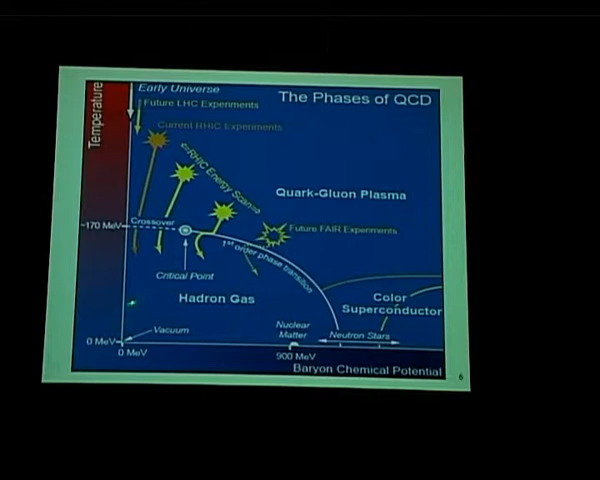 Early Universe
The Phases of QCD
Temperature
Future LHC Experiments
Current RHIC Experiments
RHIC Energy Scan
Quark-Gluon Plasma
~170 MeV
Crossover
Future FAIR Experiments
1st order phase transition
Critical Point
Hadron Gas
Color
Superconductor
Nuclear
Matter
Neutron Stars
Vacuum
0 MeV
0 MeV
900 MeV
Baryon Chemical Potential
6